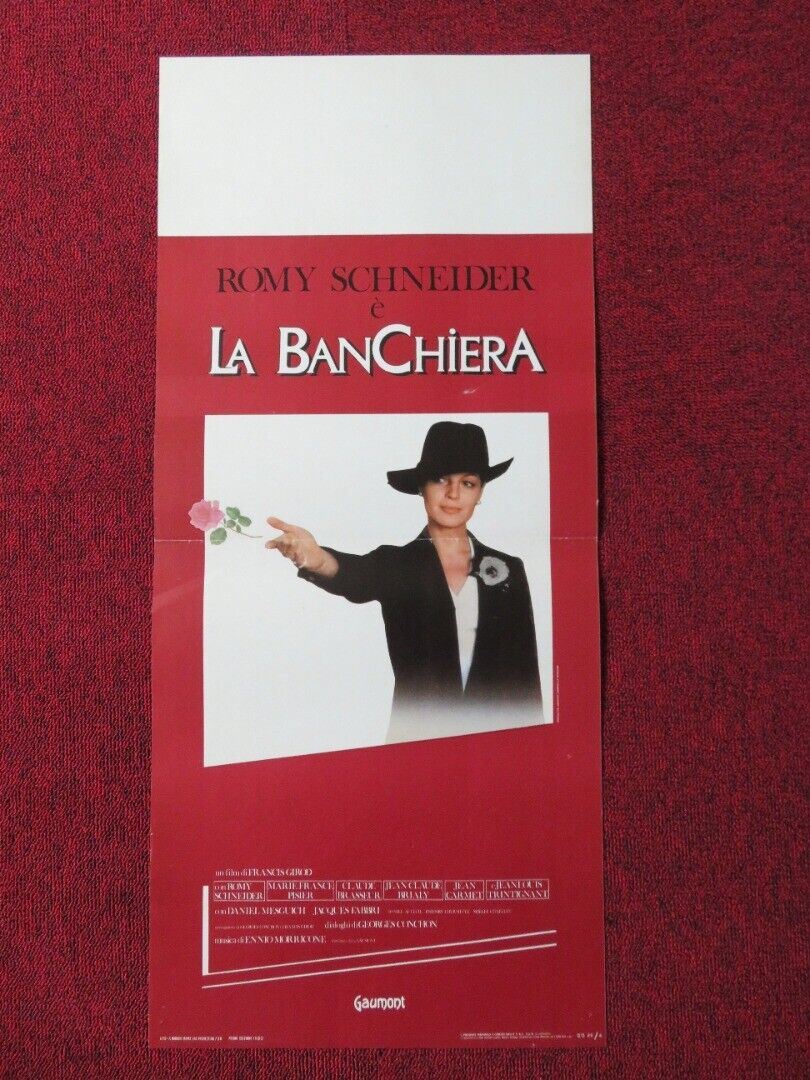 ROMY SCHNEIDER
è
LA BANCHiERA
un film di FRANCIS GIROD
con ROMY SCHNEIDER MARIE FRANCE PISIER CLAUDE BRASSEUR JEAN CLAUDE BRIALY JEAN CARMET e JEAN LOUIS TRINTIGNANT
con DANIEL MESGUICH JACQUES FABBRI
dialoghi di GEORGES CONCHON
musica di ENNIO MORRICONE
Gaumont